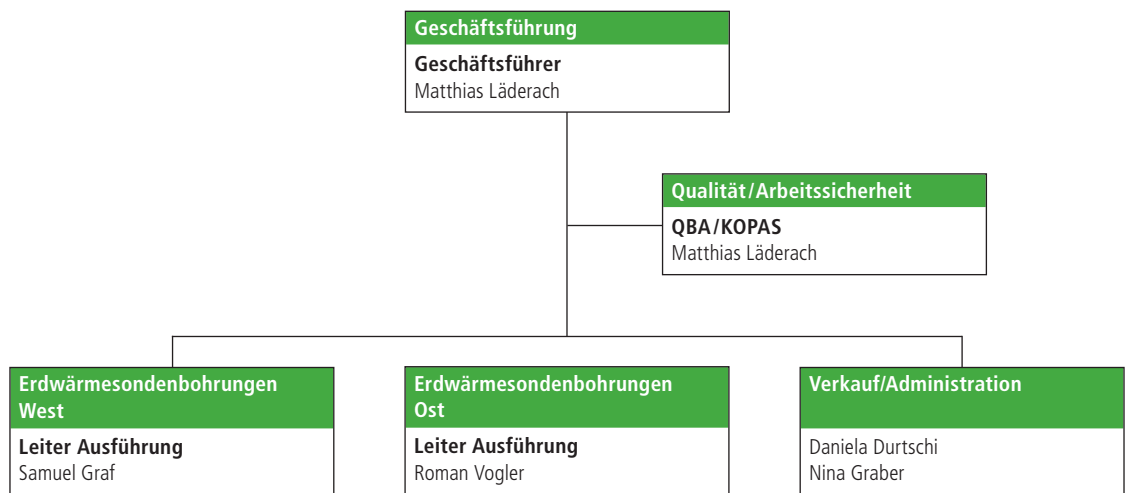 Geschäftsführung
Geschäftsführer
Matthias Läderach
Qualität/Arbeitssicherheit
QBA/KOPAS
Matthias Läderach
Erdwärmesondenbohrungen
West
Leiter Ausführung
Samuel Graf
Erdwärmesondenbohrungen
Ost
Leiter Ausführung
Roman Vogler
Verkauf/Administration
Daniela Durtschi
Nina Graber